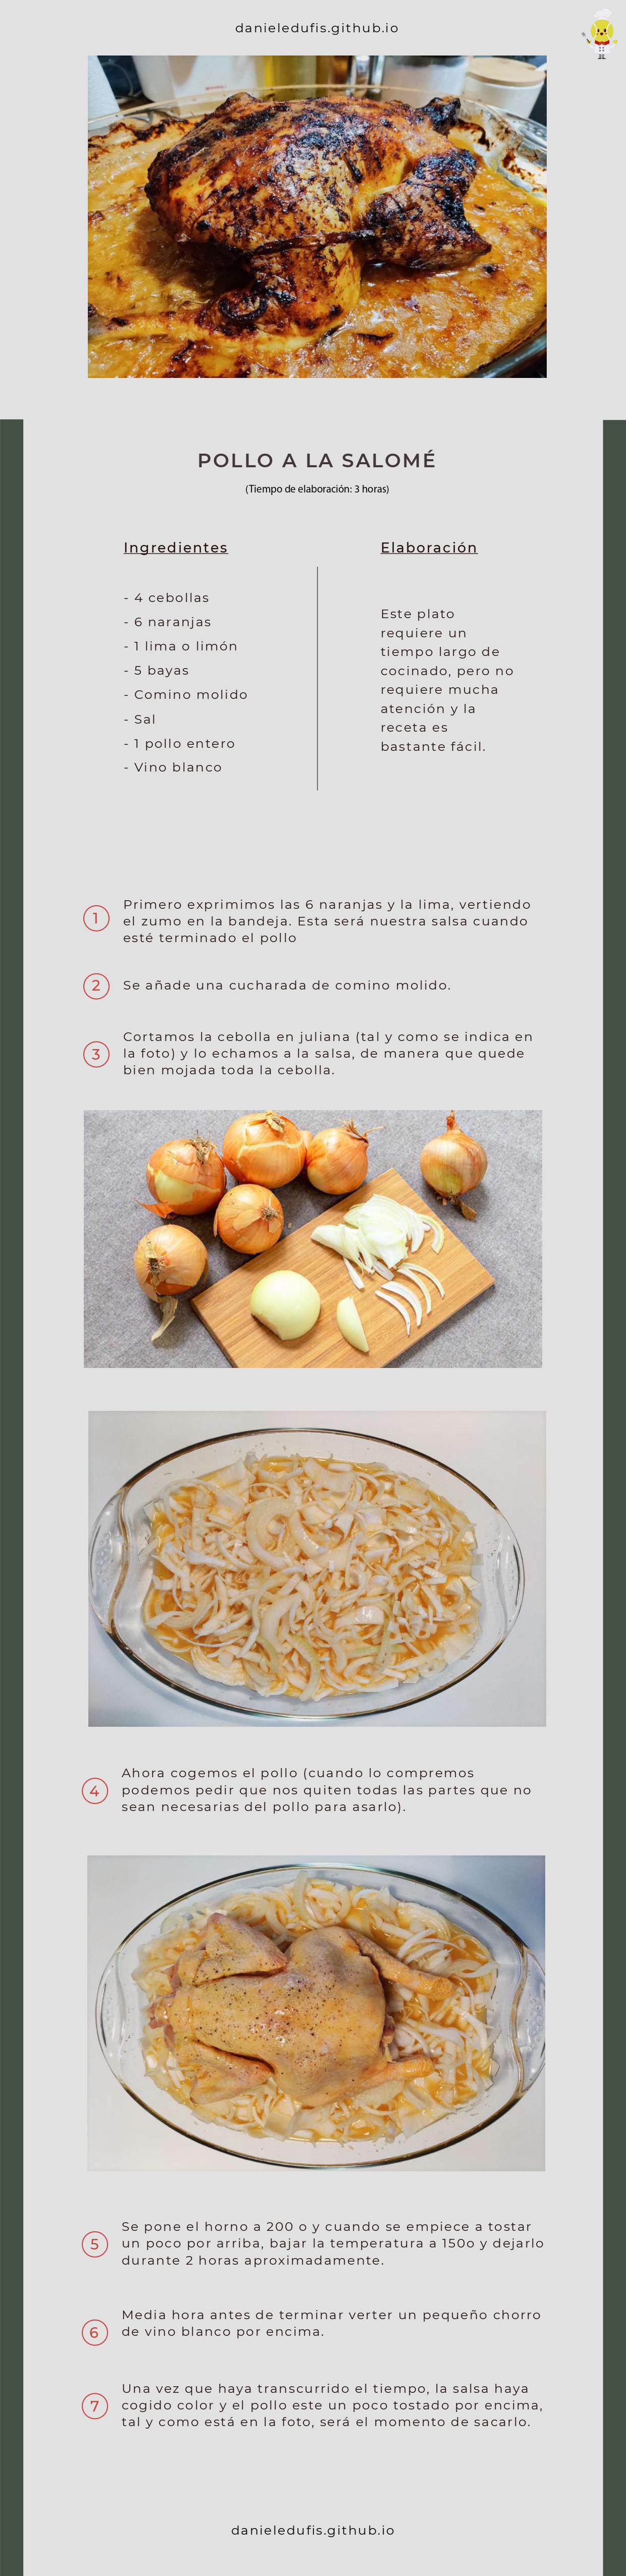 danieledufis.github.io
POLLO A LA SALOMÉ
(Tiempo de elaboración: 3 horas)
Ingredientes
- 4 cebollas
- 6 naranjas
- 1 lima o limón
- 5 bayas
- Comino molido
- Sal
- 1 pollo entero
- Vino blanco
Elaboración
Este plato
requiere un
tiempo largo de
cocinado, pero no
requiere mucha
atención y la
receta es
bastante fácil.
1
Primero exprimimos las 6 naranjas y la lima, vertiendo
el zumo en la bandeja. Esta será nuestra salsa cuando
esté terminado el pollo
2
Se añade una cucharada de comino molido.
3
Cortamos la cebolla en juliana (tal y como se indica en
la foto) y lo echamos a la salsa, de manera que quede
bien mojada toda la cebolla.
4
Ahora cogemos el pollo (cuando lo compremos
podemos pedir que nos quiten todas las partes que no
sean necesarias del pollo para asarlo).
5
Se pone el horno a 200 o y cuando se empiece a tostar
un poco por arriba, bajar la temperatura a 150o y dejarlo
durante 2 horas aproximadamente.
6
Media hora antes de terminar verter un pequeño chorro
de vino blanco por encima.
7
Una vez que haya transcurrido el tiempo, la salsa haya
cogido color y el pollo este un poco tostado por encima,
tal y como está en la foto, será el momento de sacarlo.
danieledufis.github.io